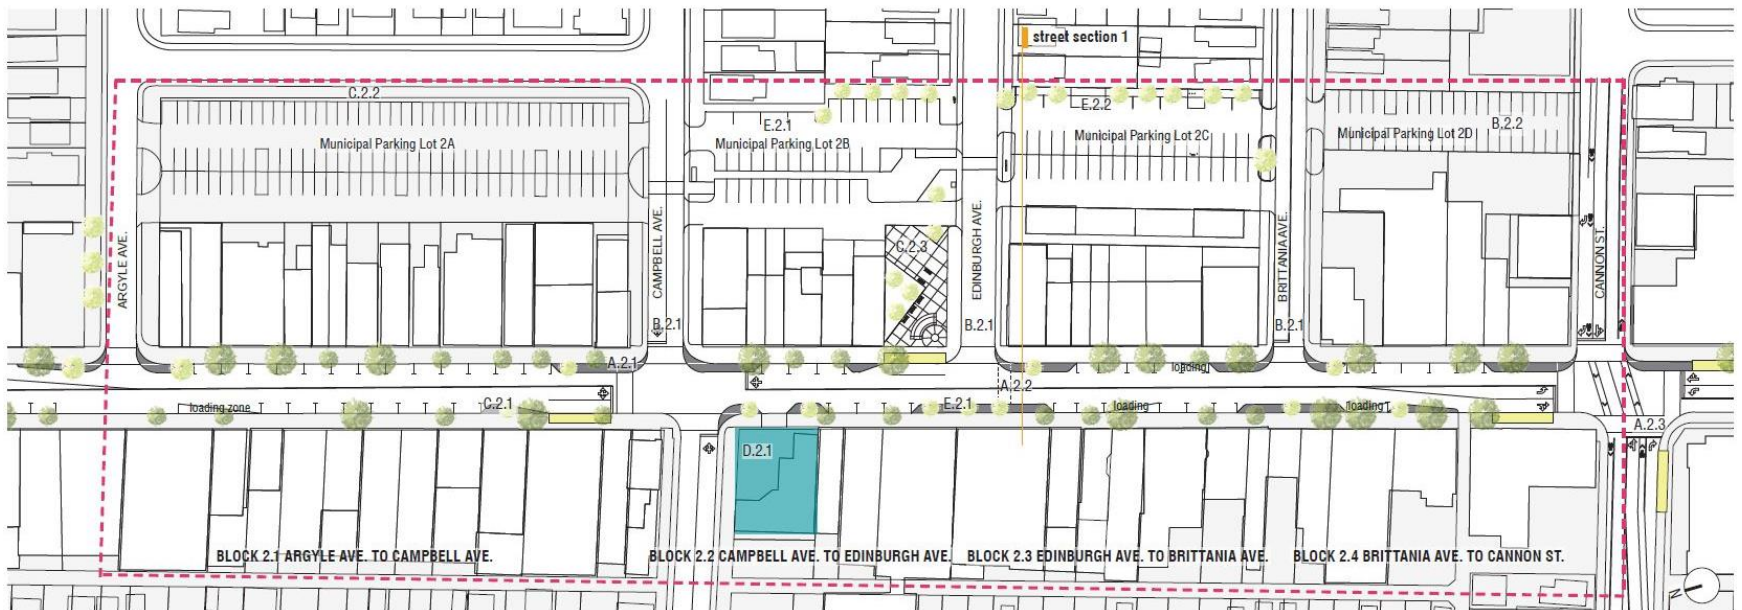 street section 1
C.2.2
E.2.2
E.2.1
B.2.2
Municipal Parking Lot 2A
Municipal Parking Lot 2B
Municipal Parking Lot 2C
Municipal Parking Lot 2D
ARGYLE AVE.
CAMPBELL AVE.
C.2.3
EDINBURGH AVE.
BRITTANIA AVE.
CANNON ST.
B.2.1
B.2.1
B.2.1
A.2.1
loading
A.2.2
loading zone
C.2.1
E.2.1
loading
loading
A.2.3
D.2.1
BLOCK 2.1 ARGYLE AVE. TO CAMPBELL AVE.
BLOCK 2.2 CAMPBELL AVE. TO EDINBURGH AVE.
BLOCK 2.3 EDINBURGH AVE. TO BRITTANIA AVE.
BLOCK 2.4 BRITTANIA AVE. TO CANNON ST.
N